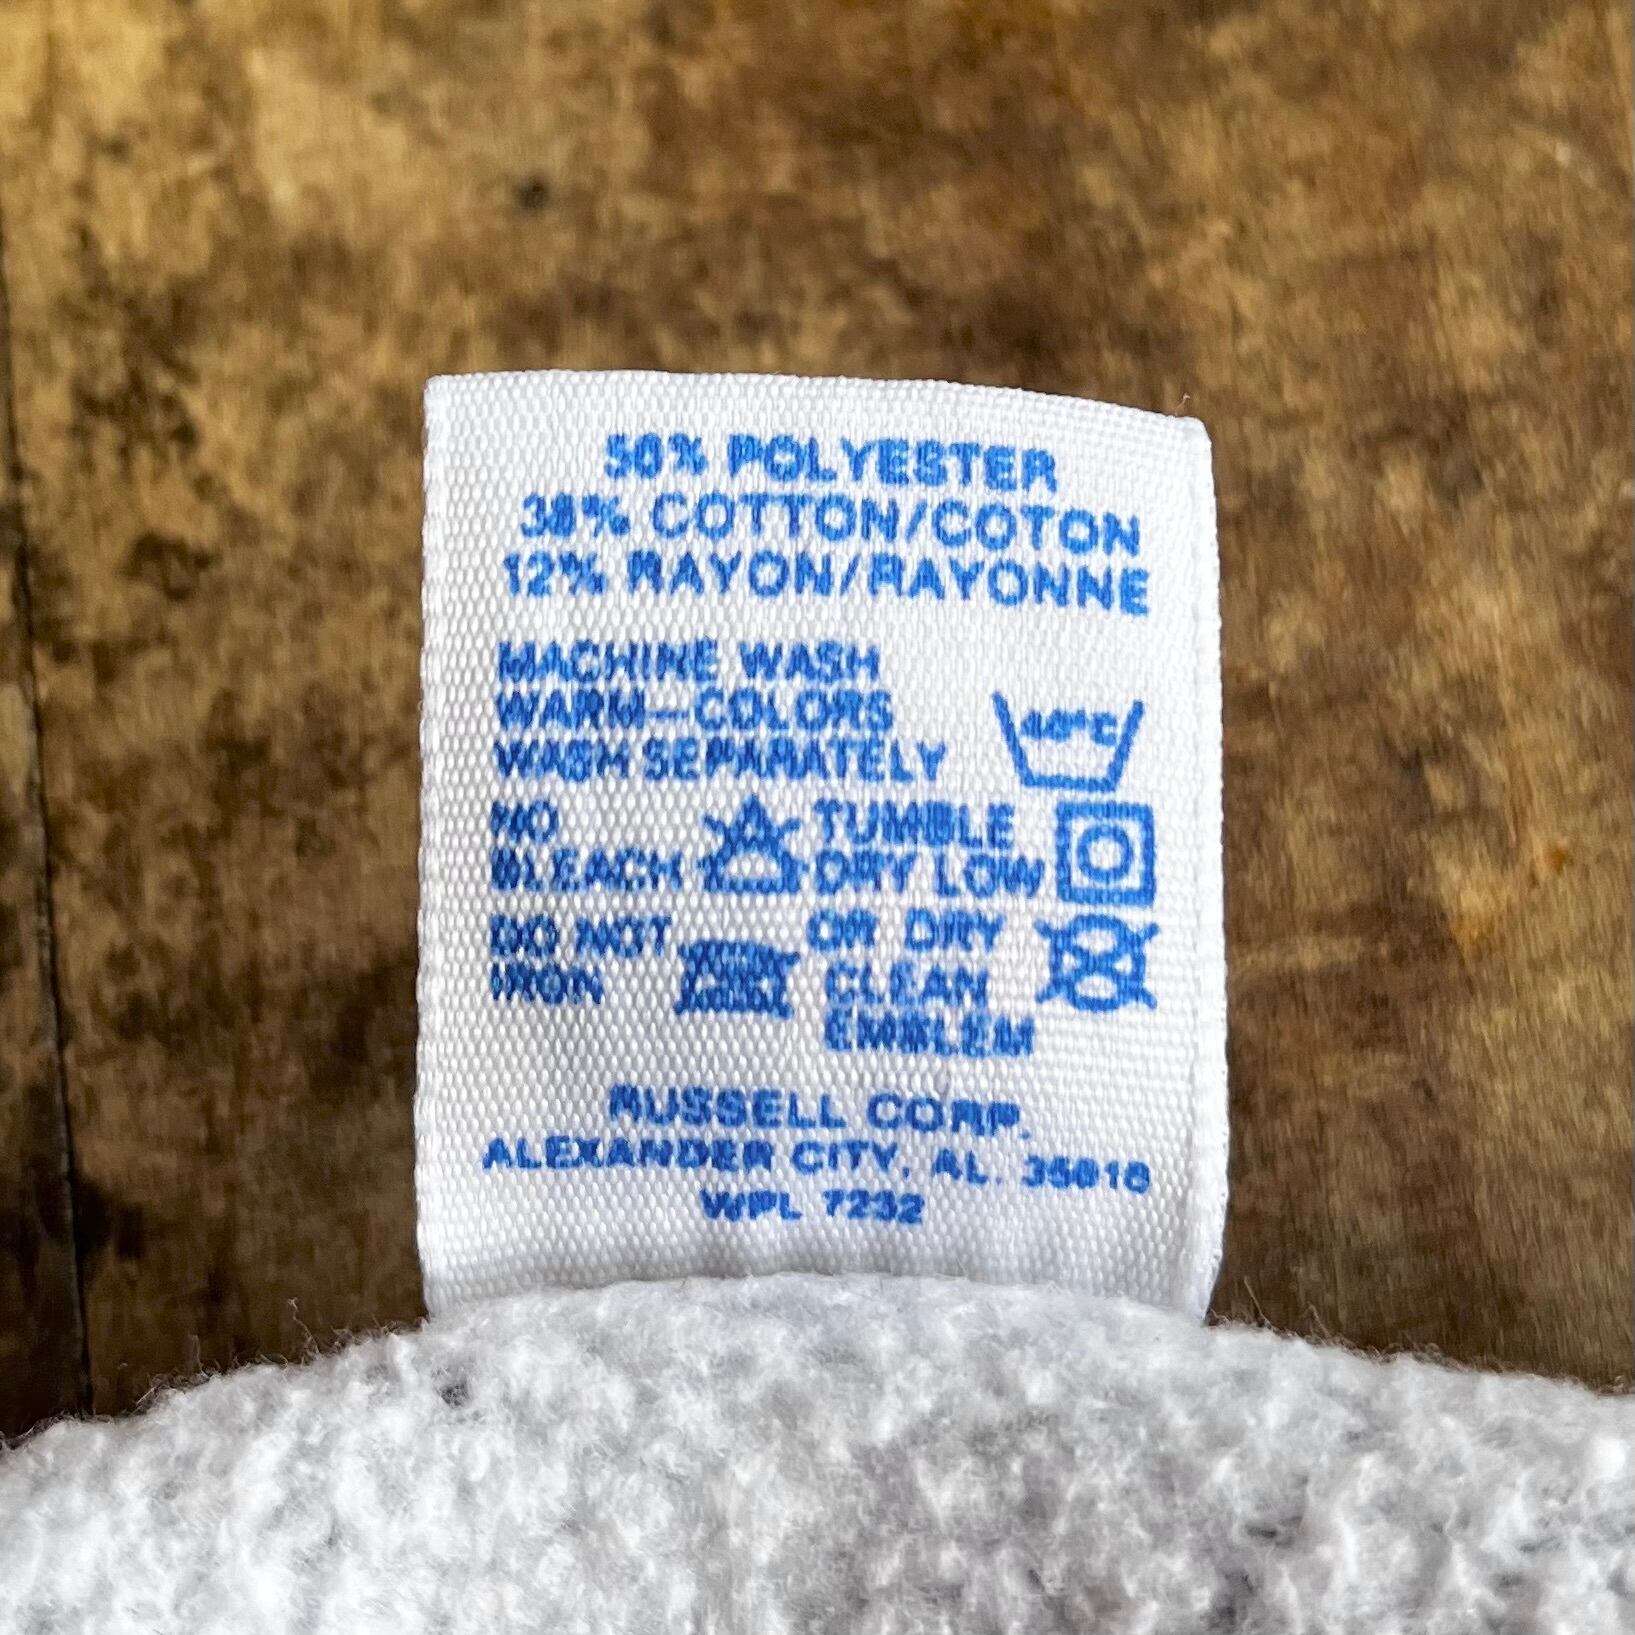 50% POLYESTER
38% COTTON/COTON
12% RAYON/RAYONNE
MACHINE WASH
WARM—COLORS
WASH SEPARATELY
40°C
NO
BLEACH
TUMBLE
DRY LOW
DO NOT
IRON
OR DRY
CLEAN
EMBLEM
RUSSELL CORP.
ALEXANDER CITY, AL. 35010
WPL 7232